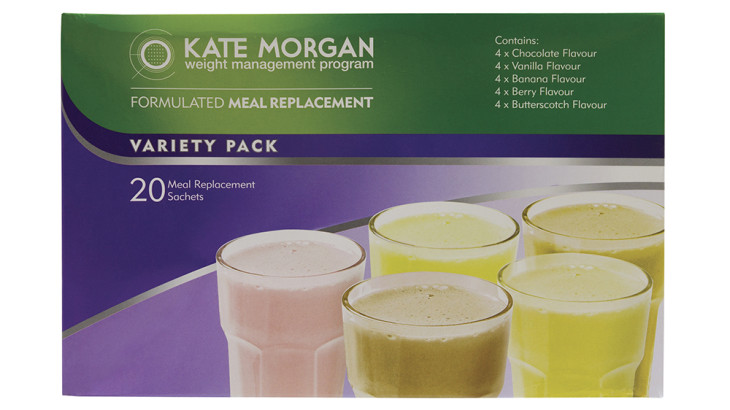 KATE MORGAN
weight management program
FORMULATED MEAL REPLACEMENT
VARIETY PACK
20 Meal Replacement
Sachets
Contains:
4 x Chocolate Flavour
4 x Vanilla Flavour
4 x Banana Flavour
4 x Berry Flavour
4 x Butterscotch Flavour